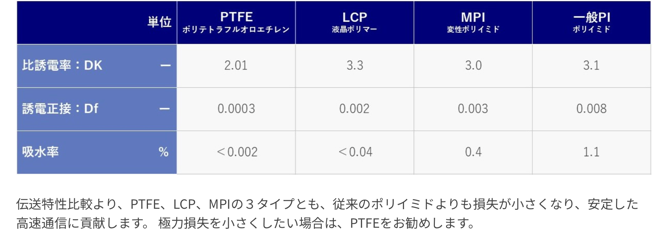 単位 PTFE LCP MPI 一般PI
ポリテトラフルオロエチレン 液晶ポリマー 変性ポリイミド ポリイミド
比誘電率：DK ー 2.01 3.3 3.0 3.1
誘電正接：Df ー 0.0003 0.002 0.003 0.008
吸水率 % ＜0.002 ＜0.04 0.4 1.1
伝送特性比較より、PTFE、LCP、MPIの３タイプとも、従来のポリイミドよりも損失が小さくなり、安定した
高速通信に貢献します。 極力損失を小さくしたい場合は、PTFEをお勧めします。